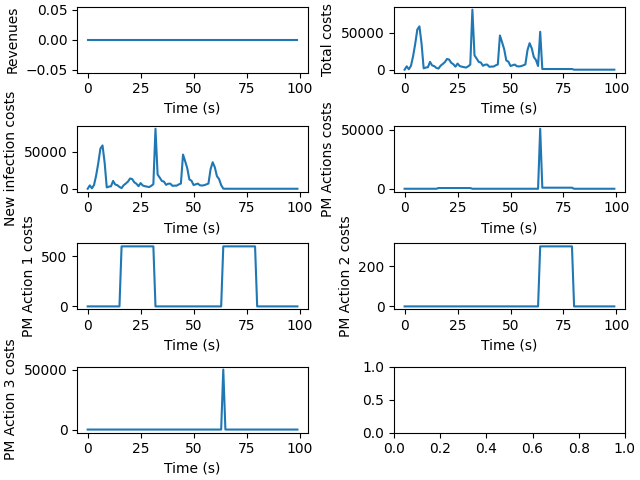 Revenues
0.05
0.00
−0.05
0 25 50 75 100
Time (s)
Total costs
50000
0
0 25 50 75 100
Time (s)
New infection costs
50000
0
0 25 50 75 100
Time (s)
PM Actions costs
50000
0
0 25 50 75 100
Time (s)
PM Action 1 costs
500
0
0 25 50 75 100
Time (s)
PM Action 2 costs
200
0
0 25 50 75 100
Time (s)
PM Action 3 costs
50000
0
0 25 50 75 100
Time (s)
1.0
0.5
0.0
0.0 0.2 0.4 0.6 0.8 1.0